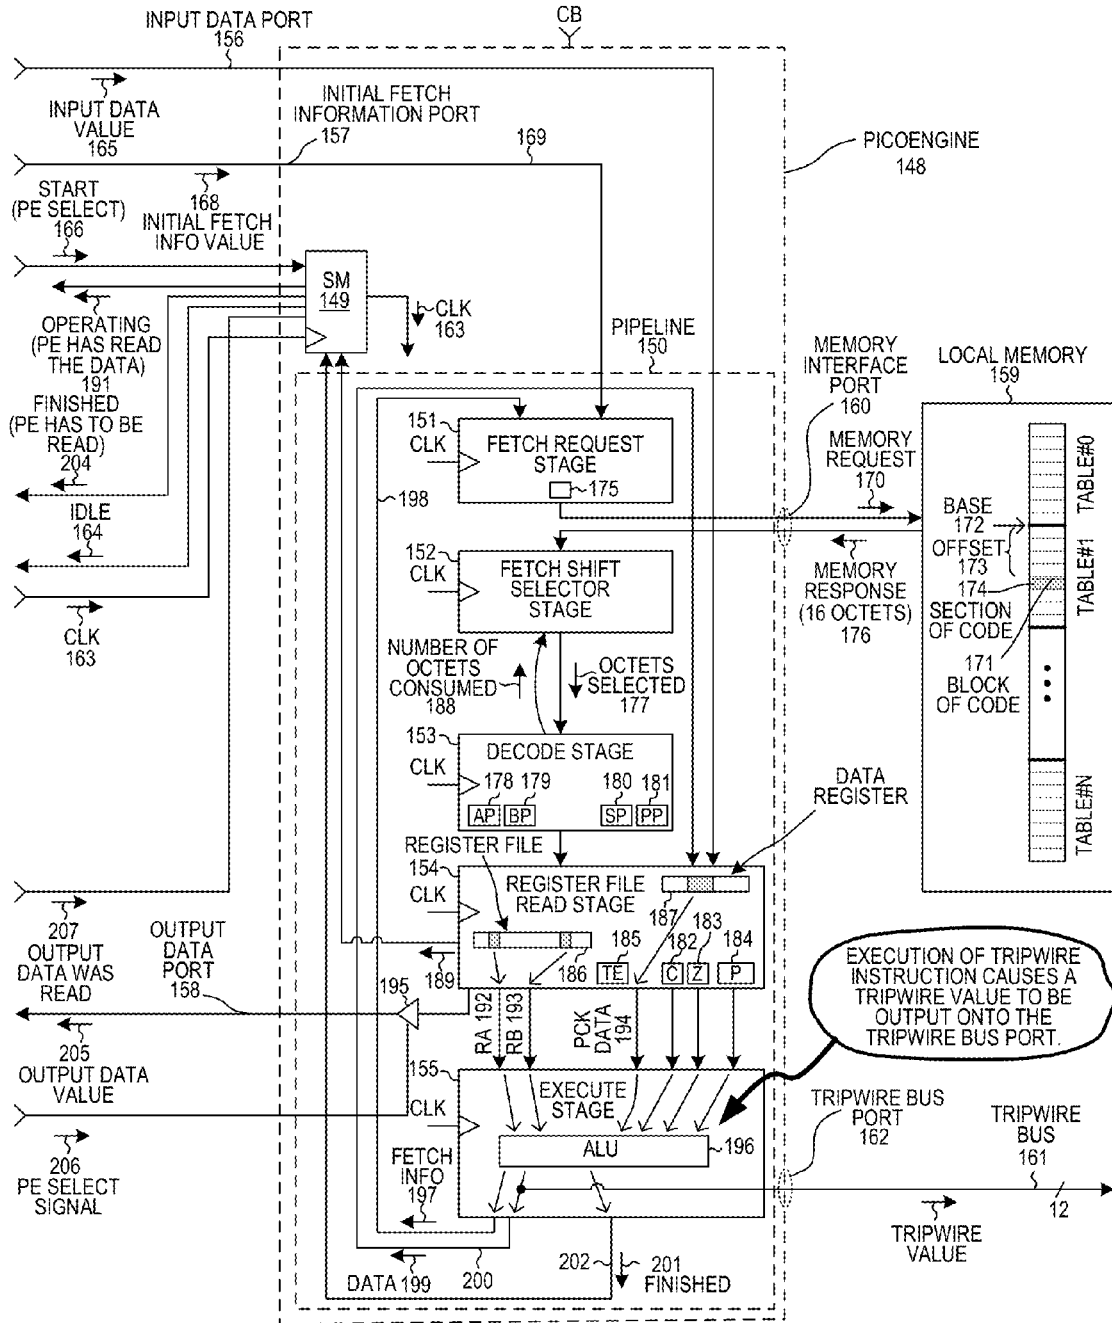 CB
INPUT DATA PORT
156
INPUT DATA
VALUE
165
INITIAL FETCH
INFORMATION PORT
157
169
168
INITIAL FETCH
INFO VALUE
PICOENGINE
148
START
(PE SELECT)
166
SM
149
CLK
163
OPERATING
(PE HAS READ
THE DATA)
191
FINISHED
(PE HAS TO BE
READ)
204
IDLE
164
CLK
163
PIPELINE
150
MEMORY
INTERFACE
PORT
160
LOCAL MEMORY
159
151
CLK
FETCH REQUEST
STAGE
175
198
MEMORY
REQUEST
170
TABLE#0
BASE
172
OFFSET
173
174
SECTION
OF CODE
171
BLOCK
OF CODE
TABLE#1
TABLE#N
152
CLK
FETCH SHIFT
SELECTOR
STAGE
MEMORY
RESPONSE
(16 OCTETS)
176
NUMBER OF
OCTETS
CONSUMED
188
OCTETS
SELECTED
177
153
CLK
DECODE STAGE
178
179
180
181
AP
BP
SP
PP
DATA
REGISTER
REGISTER FILE
154
CLK
REGISTER FILE
READ STAGE
187
185
182
183
184
186
TE
C
Z
P
189
207
OUTPUT
DATA WAS
READ
OUTPUT
DATA
PORT
158
195
205
OUTPUT DATA
VALUE
RA 192
RB 193
PCK
DATA
194
EXECUTION OF TRIPWIRE
INSTRUCTION CAUSES A
TRIPWIRE VALUE TO BE
OUTPUT ONTO THE
TRIPWIRE BUS PORT.
155
CLK
EXECUTE
STAGE
ALU
196
TRIPWIRE BUS
PORT
162
TRIPWIRE
BUS
161
12
TRIPWIRE
VALUE
206
PE SELECT
SIGNAL
FETCH
INFO
197
DATA 199
200
202
201
FINISHED